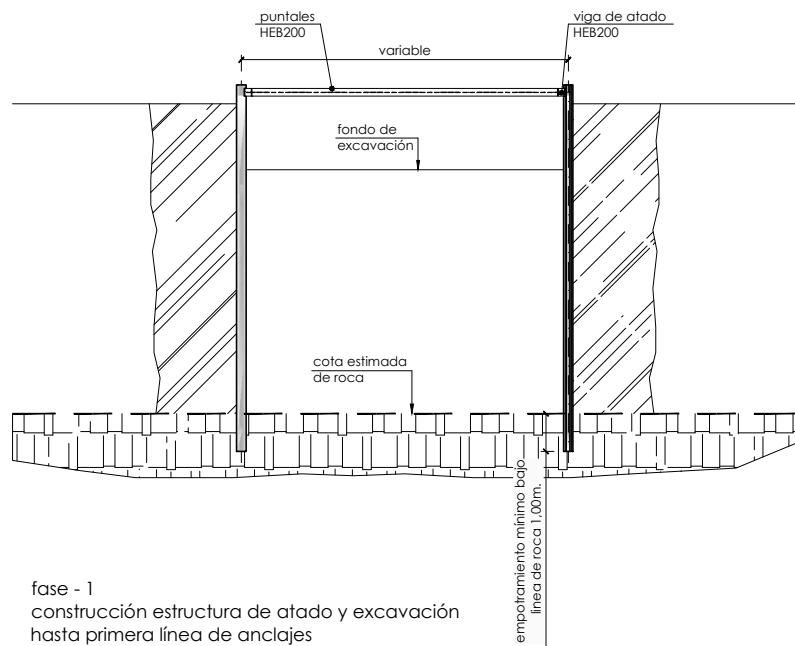 puntales
HEB200
viga de atado
HEB200
variable
fondo de
excavación
cota estimada
de roca
empotramiento mínimo bajo
linea de roca 1,00m.
fase - 1
construcción estructura de atado y excavación
hasta primera línea de anclajes